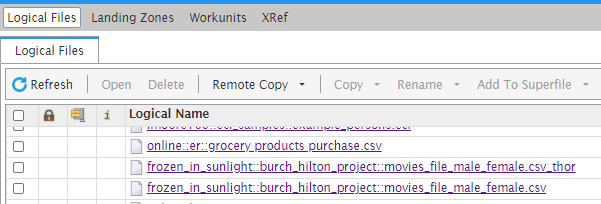 Logical Files Landing Zones Workunits XRef
Logical Files
Refresh Open Delete Remote Copy Copy Rename Add To Superfile
Logical Name
online::er::grocery_products_purchase.csv
frozen_in_sunlight::burch_hilton_project::movies_file_male_female.csv_thor
frozen_in_sunlight::burch_hilton_project::movies_file_male_female.csv